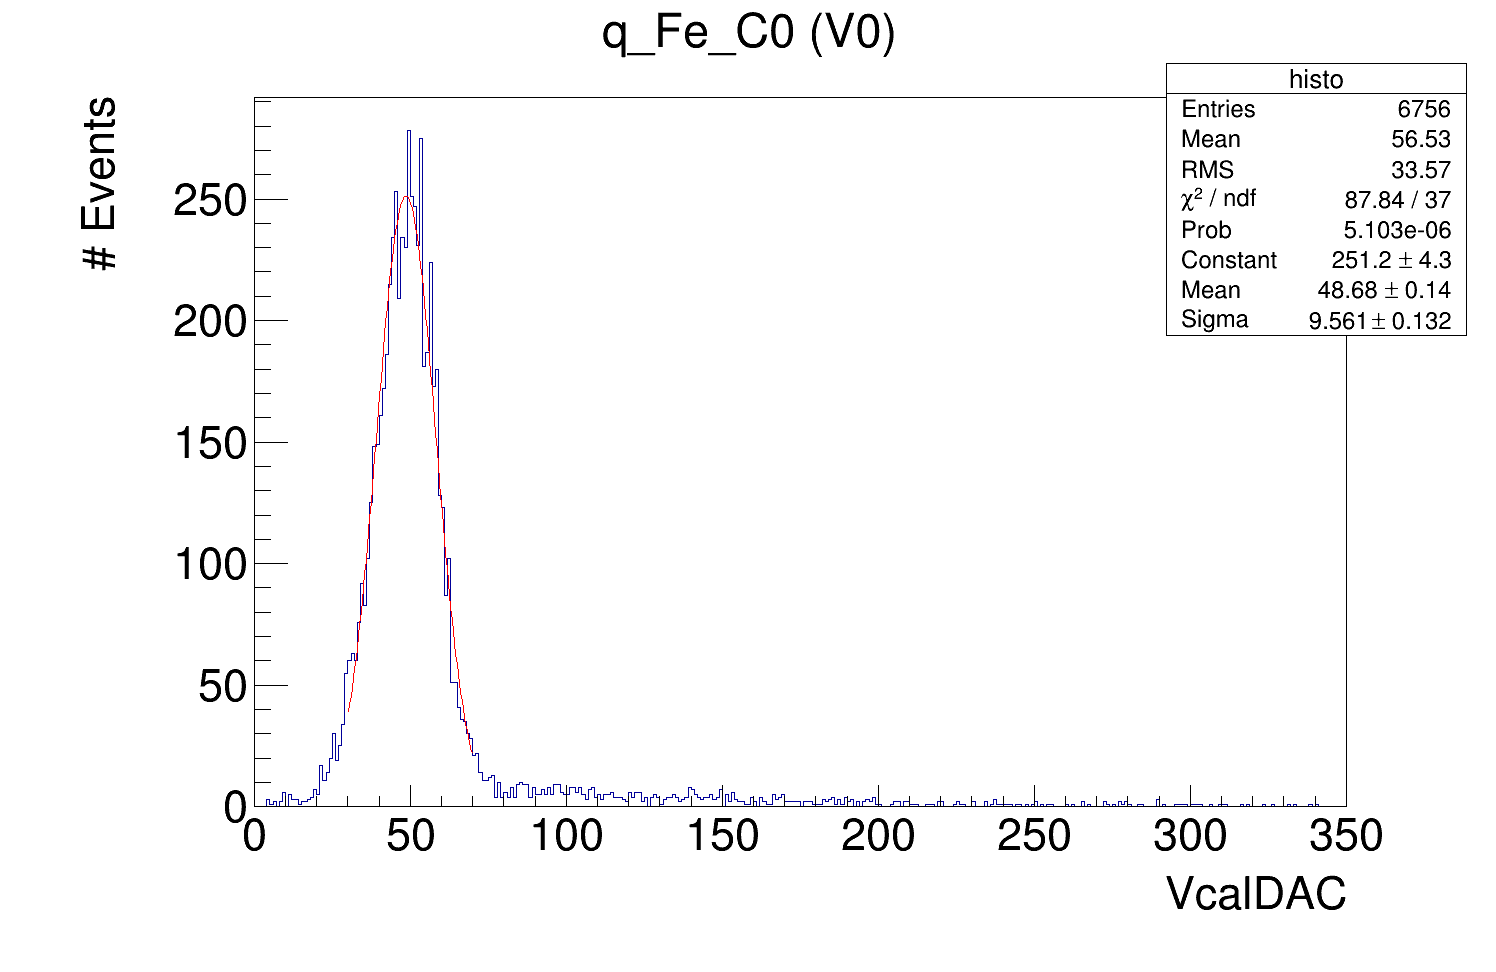 q_Fe_C0 (V0)
histo
Entries 6756
Mean 56.53
RMS 33.57
χ² / ndf 87.84 / 37
Prob 5.103e-06
Constant 251.2 ± 4.3
Mean 48.68 ± 0.14
Sigma 9.561 ± 0.132
# Events
250
200
150
100
50
0
0 50 100 150 200 250 300 350
VcalDAC